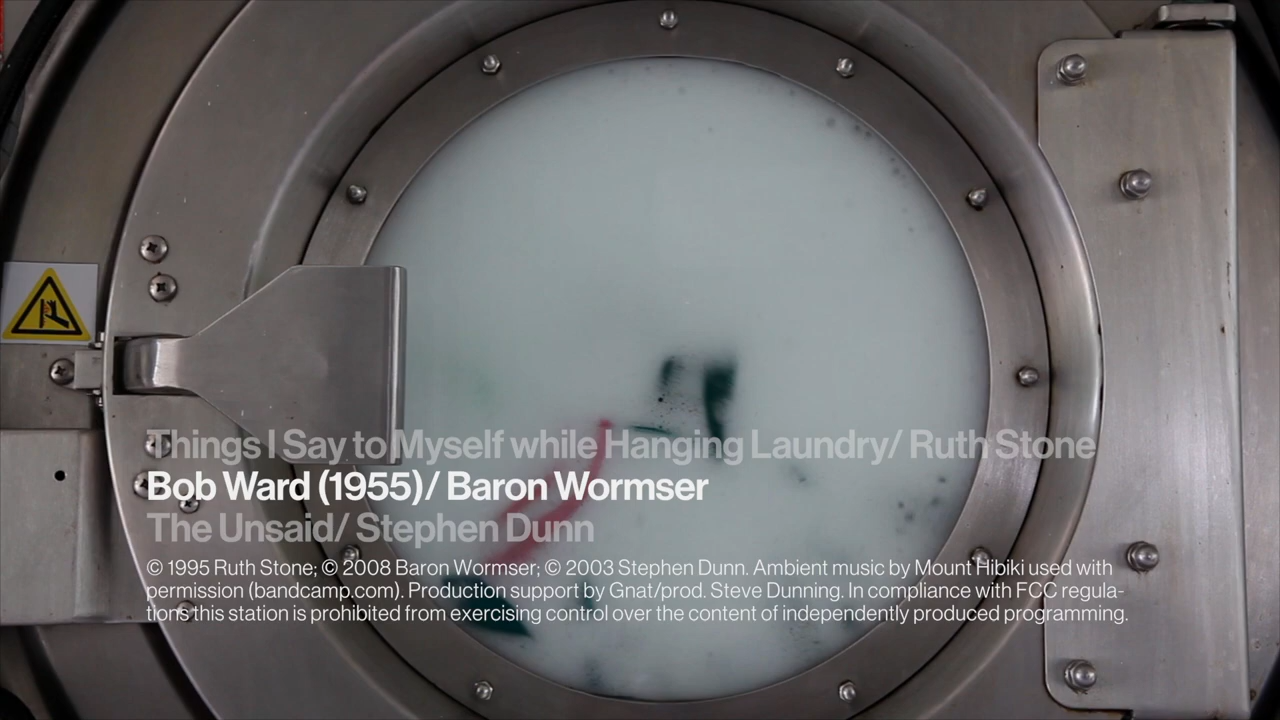 Things I Say to Myself while Hanging Laundry/ Ruth Stone
Bob Ward (1955)/ Baron Wormser
The Unsaid/ Stephen Dunn
© 1995 Ruth Stone; © 2008 Baron Wormser; © 2003 Stephen Dunn. Ambient music by Mount Hibiki used with
permission (bandcamp.com). Production support by Gnat/prod. Steve Dunning. In compliance with FCC regula-
tions this station is prohibited from exercising control over the content of independently produced programming.